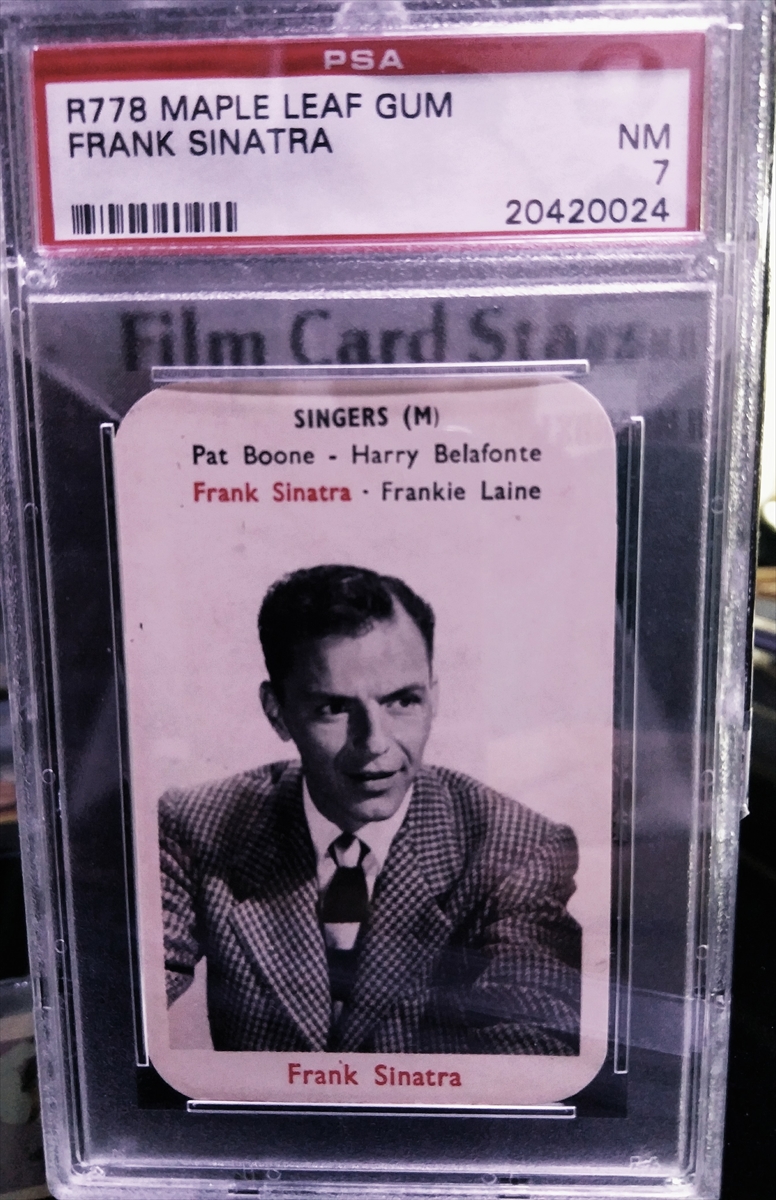 PSA
R778 MAPLE LEAF GUM
FRANK SINATRA
NM
7
20420024
Film Card Stars
SINGERS (M)
Pat Boone - Harry Belafonte
Frank Sinatra · Frankie Laine
Frank Sinatra